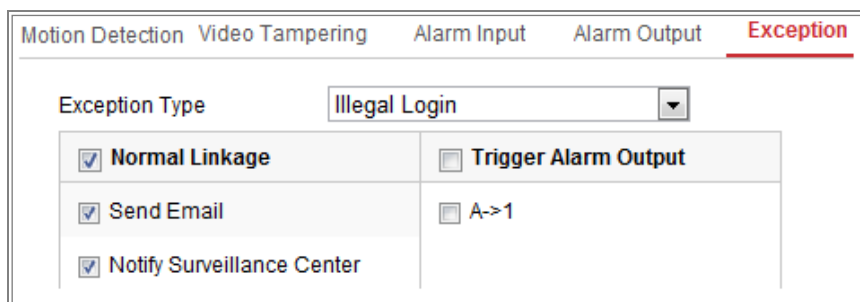 Motion Detection Video Tampering Alarm Input Alarm Output Exception
Exception Type Illegal Login
Normal Linkage Trigger Alarm Output
Send Email A->1
Notify Surveillance Center